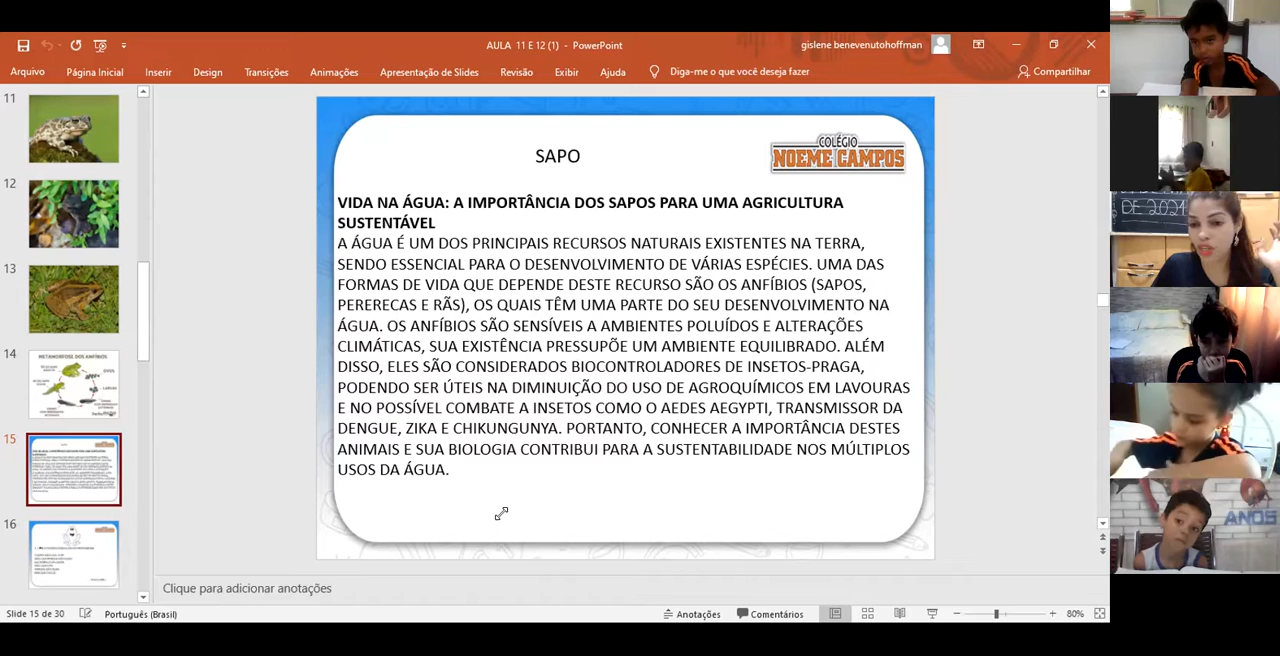 AULA 11 E 12 (1) - PowerPoint
gislene benevenutohoffman
Arquivo Página Inicial Inserir Design Transições Animações Apresentação de Slides Revisão Exibir Ajuda Diga-me o que você deseja fazer Compartilhar
11
12
13
14
METAMORFOSE DOS ANFÍBIOS
15
16
SAPO
COLÉGIO
NOEME CAMPOS
VIDA NA ÁGUA: A IMPORTÂNCIA DOS SAPOS PARA UMA AGRICULTURA
SUSTENTÁVEL
A ÁGUA É UM DOS PRINCIPAIS RECURSOS NATURAIS EXISTENTES NA TERRA,
SENDO ESSENCIAL PARA O DESENVOLVIMENTO DE VÁRIAS ESPÉCIES. UMA DAS
FORMAS DE VIDA QUE DEPENDE DESTE RECURSO SÃO OS ANFÍBIOS (SAPOS,
PERERECAS E RÃS), OS QUAIS TÊM UMA PARTE DO SEU DESENVOLVIMENTO NA
ÁGUA. OS ANFÍBIOS SÃO SENSÍVEIS A AMBIENTES POLUÍDOS E ALTERAÇÕES
CLIMÁTICAS, SUA EXISTÊNCIA PRESSUPÕE UM AMBIENTE EQUILIBRADO. ALÉM
DISSO, ELES SÃO CONSIDERADOS BIOCONTROLADORES DE INSETOS-PRAGA,
PODENDO SER ÚTEIS NA DIMINUIÇÃO DO USO DE AGROQUÍMICOS EM LAVOURAS
E NO POSSÍVEL COMBATE A INSETOS COMO O AEDES AEGYPTI, TRANSMISSOR DA
DENGUE, ZIKA E CHIKUNGUNYA. PORTANTO, CONHECER A IMPORTÂNCIA DESTES
ANIMAIS E SUA BIOLOGIA CONTRIBUI PARA A SUSTENTABILIDADE NOS MÚLTIPLOS
USOS DA ÁGUA.
Clique para adicionar anotações
Slide 15 de 30 Português (Brasil) Anotações Comentários 80%
DE 2021
ANOS